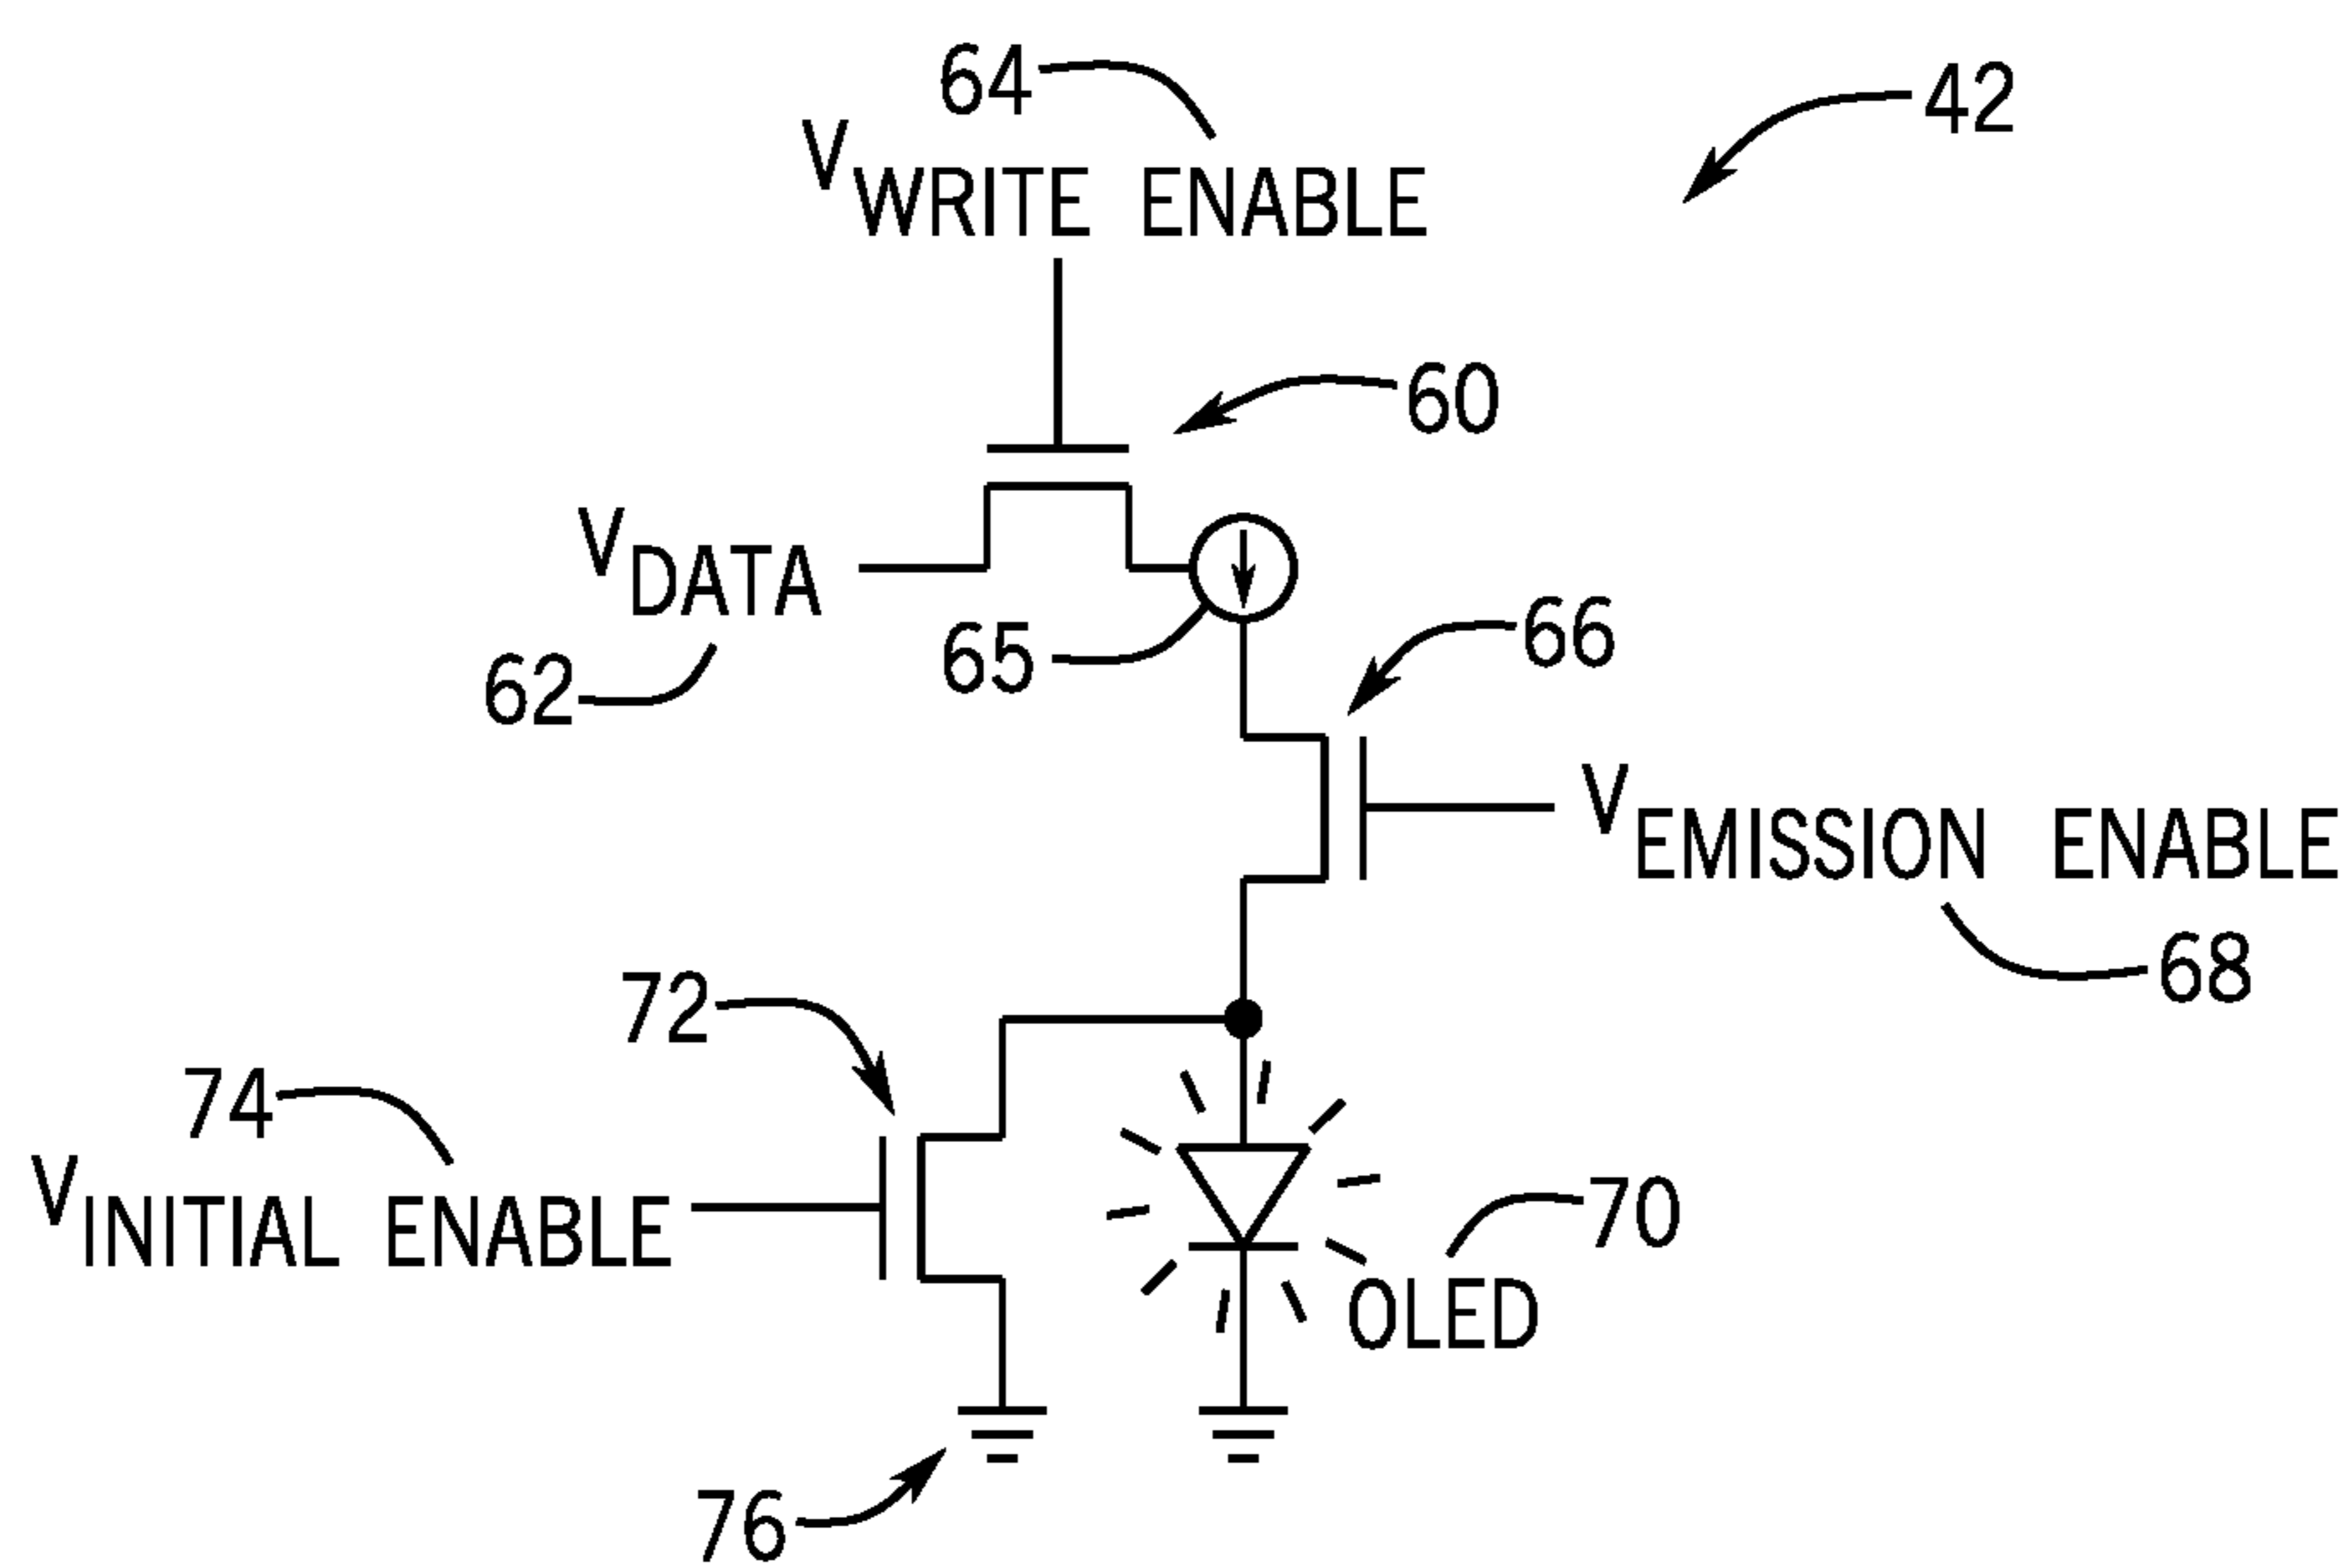 64
42
VWRITE ENABLE
60
VDATA
65
66
62
VEMISSION ENABLE
68
72
74
VINITIAL ENABLE
70
OLED
76